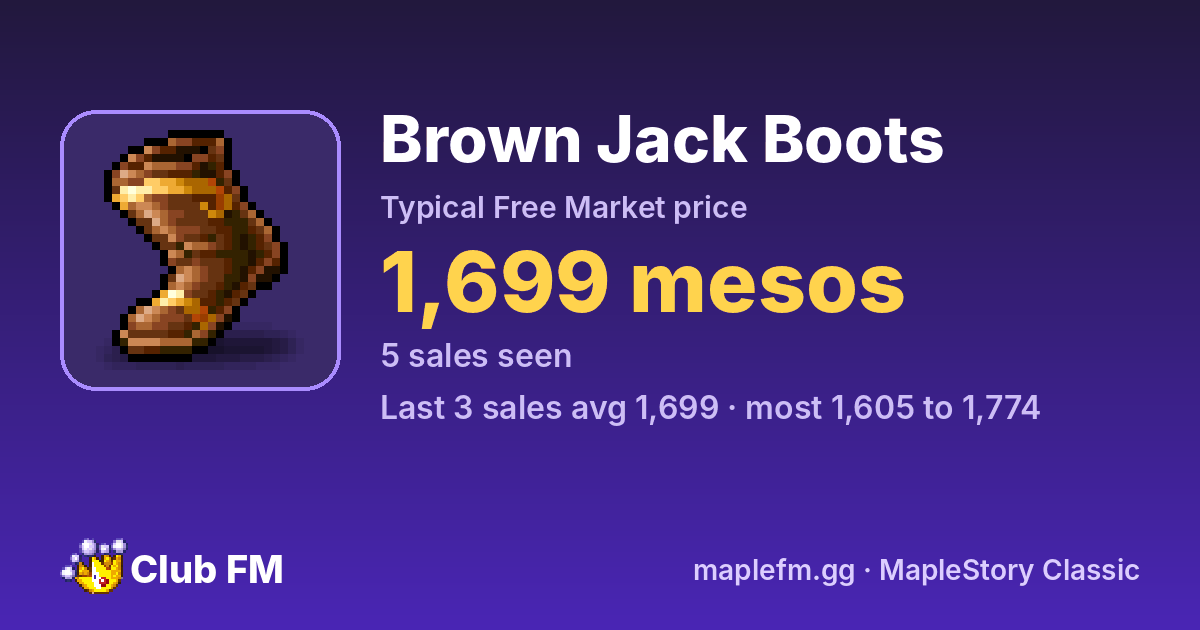 Brown Jack Boots
Typical Free Market price
1,699 mesos
5 sales seen
Last 3 sales avg 1,699 · most 1,605 to 1,774
Club FM
maplefm.gg · MapleStory Classic